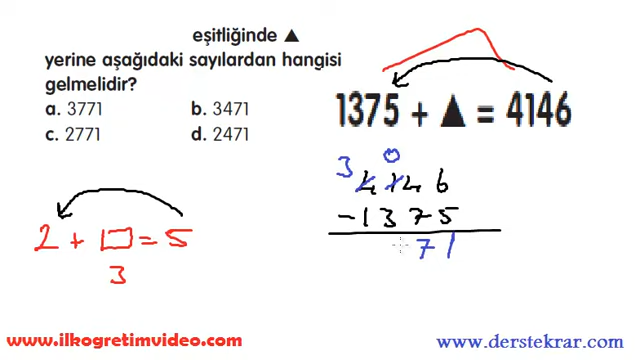 eşitliğinde ▲
yerine aşağıdaki sayılardan hangisi
gelmelidir?
a. 3771 b. 3471
c. 2771 d. 2471
1375 + ▲ = 4146
3 0
4146
- 1375
71
2 + □ = 5
3
www.ilkogretimvideo.com
www.derstekrar.com